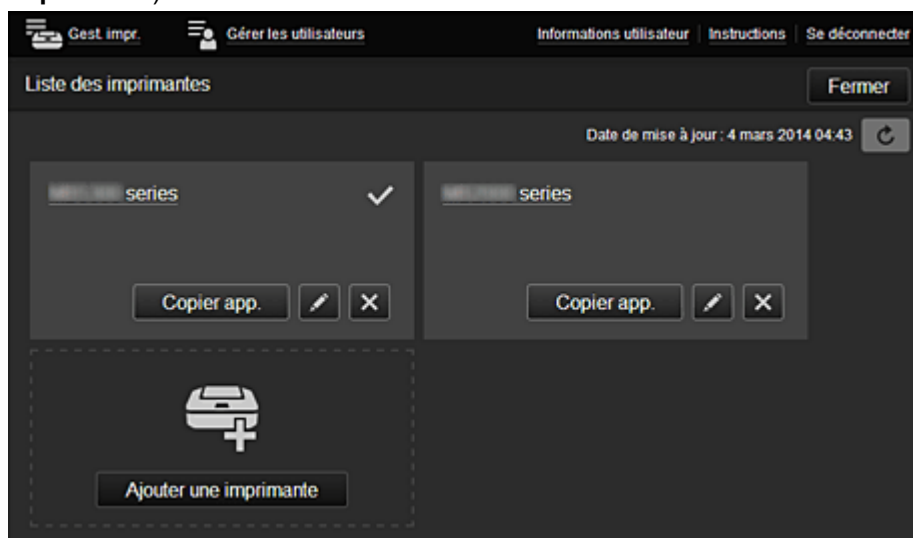 Gest. impr. Gérer les utilisateurs Informations utilisateur Instructions Se déconnecter
Liste des imprimantes Fermer
Date de mise à jour : 4 mars 2014 04:43
series series
Copier app. Copier app.
Ajouter une imprimante